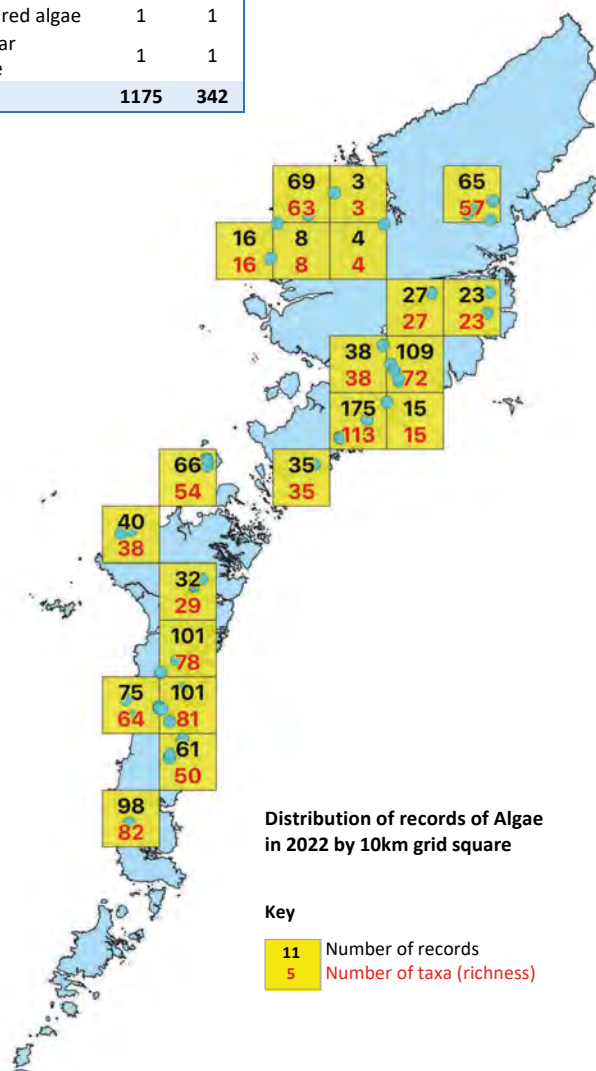 red algae 1 1
ar
e 1 1
1175 342
69 3 65
63 3 57
16 8 4
16 8 4
27 23
27 23
38 109
38 72
175 15
113 15
66 35
54 35
40
38
32
29
101
78
75 101
64 81
61
50
98
82
Distribution of records of Algae
in 2022 by 10km grid square
Key
11 Number of records
5 Number of taxa (richness)